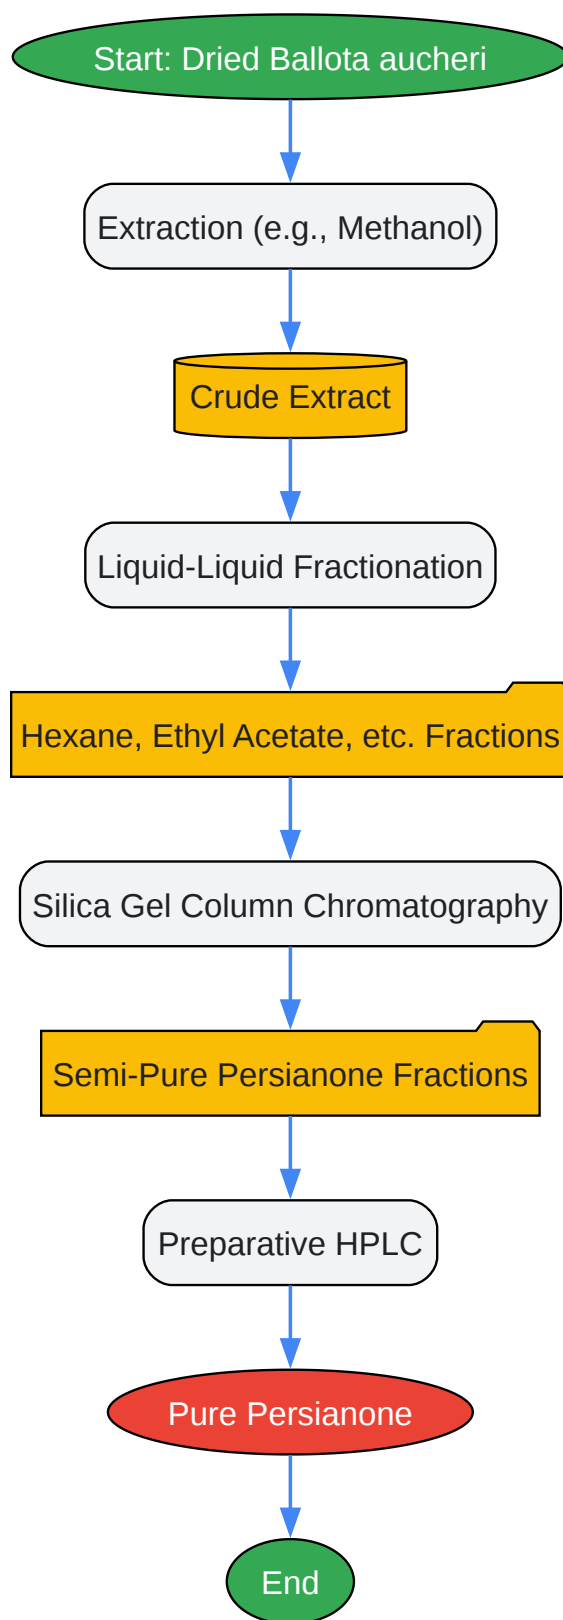 Start: Dried Ballota aucheri
Extraction (e.g., Methanol)
Crude Extract
Liquid-Liquid Fractionation
Hexane, Ethyl Acetate, etc. Fractions
Silica Gel Column Chromatography
Semi-Pure Persianone Fractions
Preparative HPLC
Pure Persianone
End